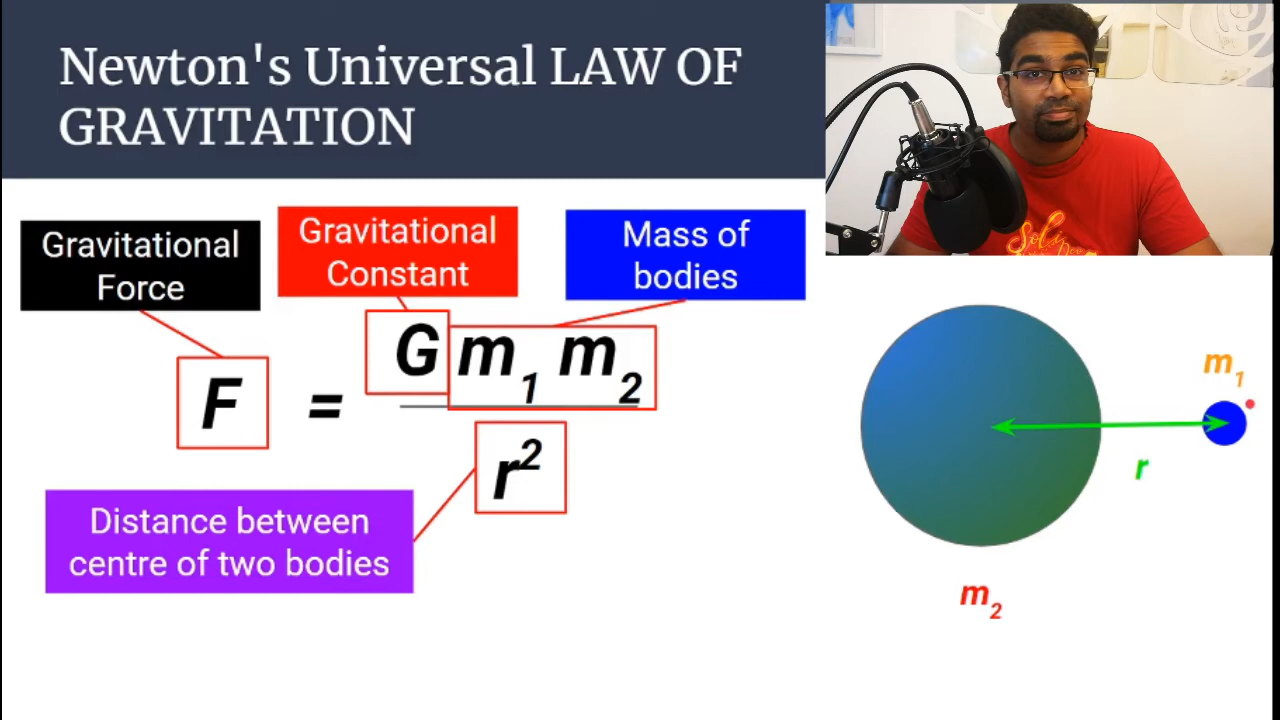 Newton's Universal LAW OF
GRAVITATION
Gravitational
Force
Gravitational
Constant
Mass of
bodies
F = G m₁ m₂
r²
Distance between
centre of two bodies
m₁
r
m₂